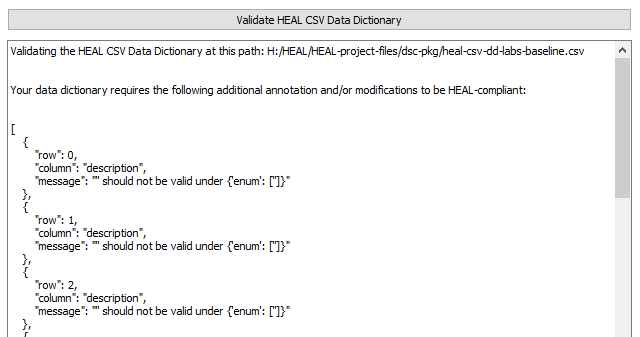 Validate HEAL CSV Data Dictionary
Validating the HEAL CSV Data Dictionary at this path: H:/HEAL/HEAL-project-files/dsc-pkg/heal-csv-dd-labs-baseline.csv
Your data dictionary requires the following additional annotation and/or modifications to be HEAL-compliant:
[
{
"row": 0,
"column": "description",
"message": "'' should not be valid under {'enum': ['']}"
},
{
"row": 1,
"column": "description",
"message": "'' should not be valid under {'enum': ['']}"
},
{
"row": 2,
"column": "description",
"message": "'' should not be valid under {'enum': ['']}"
},